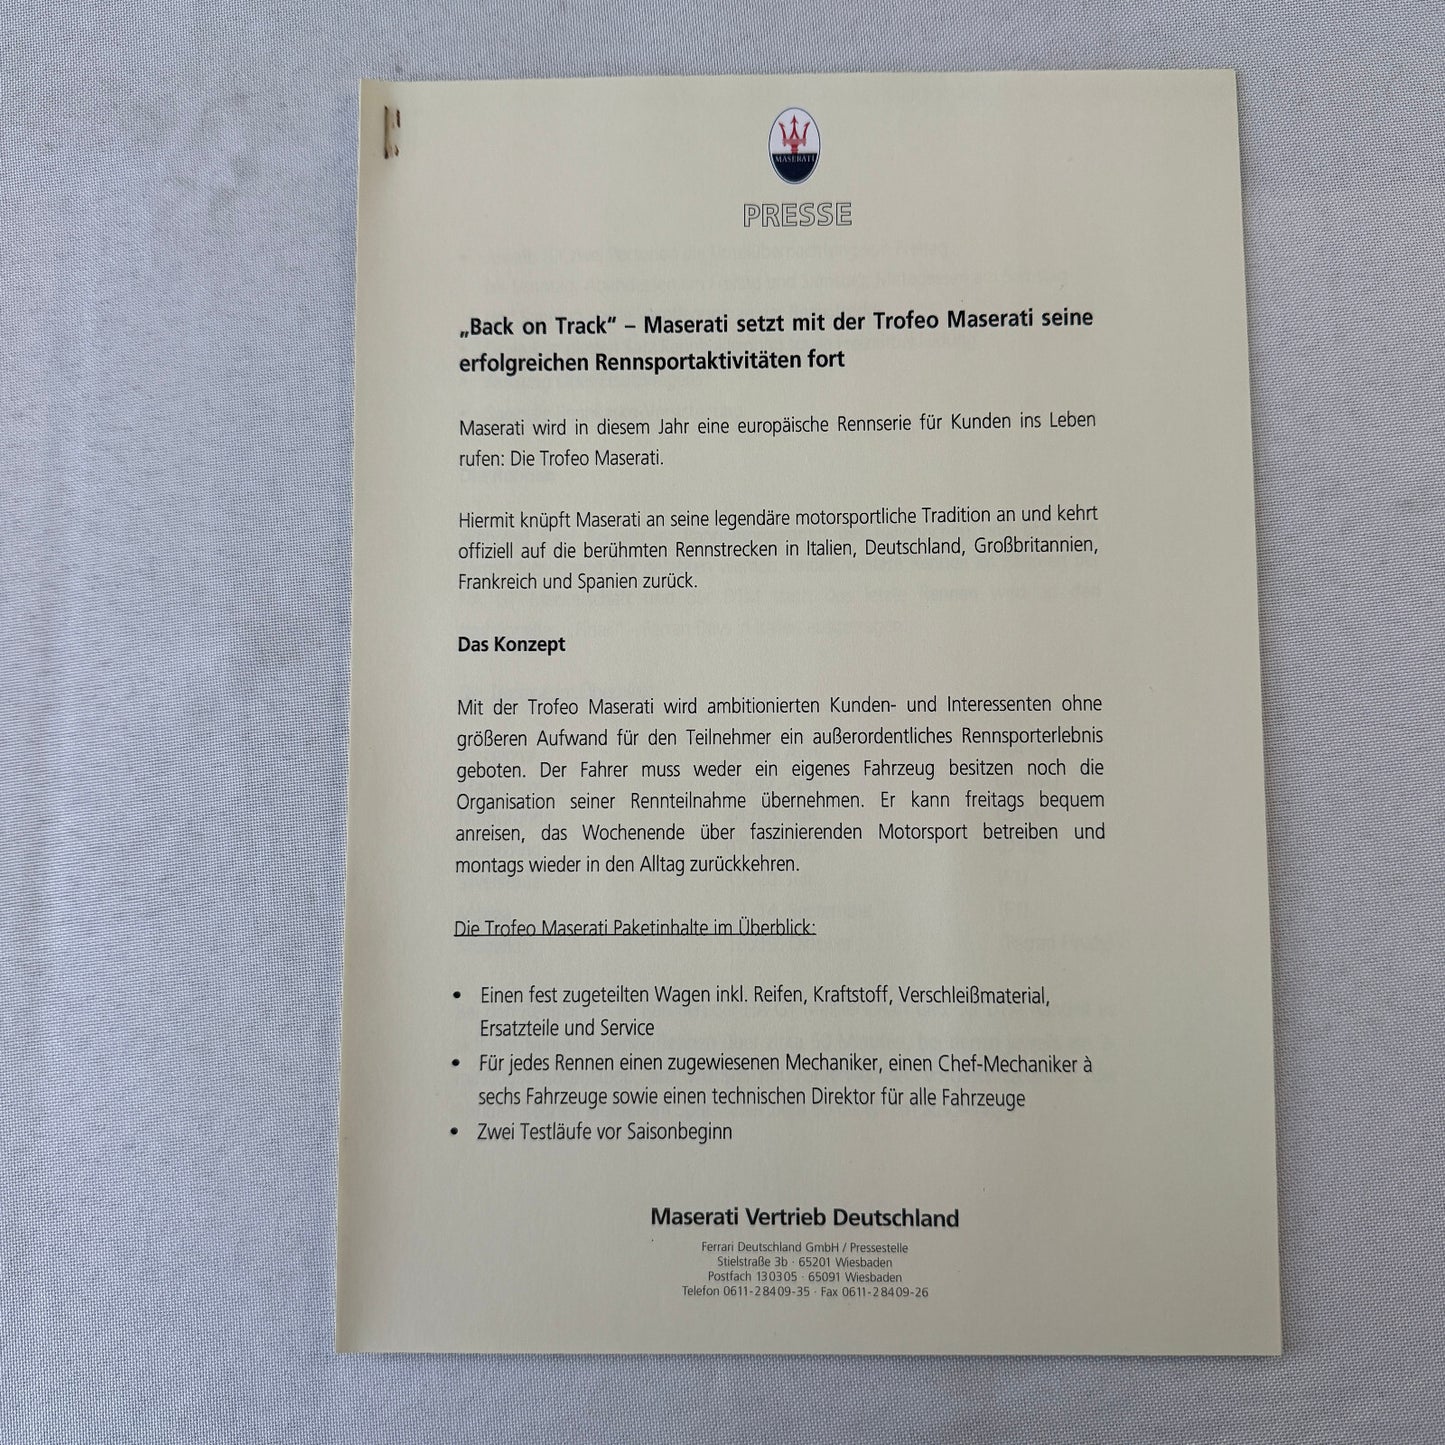 MASERATI
PRESSE
„Back on Track“ – Maserati setzt mit der Trofeo Maserati seine
erfolgreichen Rennsportaktivitäten fort
Maserati wird in diesem Jahr eine europäische Rennserie für Kunden ins Leben
rufen: Die Trofeo Maserati.
Hiermit knüpft Maserati an seine legendäre motorsportliche Tradition an und kehrt
offiziell auf die berühmten Rennstrecken in Italien, Deutschland, Großbritannien,
Frankreich und Spanien zurück.
Das Konzept
Mit der Trofeo Maserati wird ambitionierten Kunden- und Interessenten ohne
größeren Aufwand für den Teilnehmer ein außerordentliches Rennsporterlebnis
geboten. Der Fahrer muss weder ein eigenes Fahrzeug besitzen noch die
Organisation seiner Rennteilnahme übernehmen. Er kann freitags bequem
anreisen, das Wochenende über faszinierenden Motorsport betreiben und
montags wieder in den Alltag zurückkehren.
Die Trofeo Maserati Paketinhalte im Überblick:
• Einen fest zugeteilten Wagen inkl. Reifen, Kraftstoff, Verschleißmaterial,
Ersatzteile und Service
• Für jedes Rennen einen zugewiesenen Mechaniker, einen Chef-Mechaniker à
sechs Fahrzeuge sowie einen technischen Direktor für alle Fahrzeuge
• Zwei Testläufe vor Saisonbeginn
Maserati Vertrieb Deutschland
Ferrari Deutschland GmbH / Pressestelle
Stielstraße 3b · 65201 Wiesbaden
Postfach 130305 · 65091 Wiesbaden
Telefon 0611-28409-35 · Fax 0611-28409-26